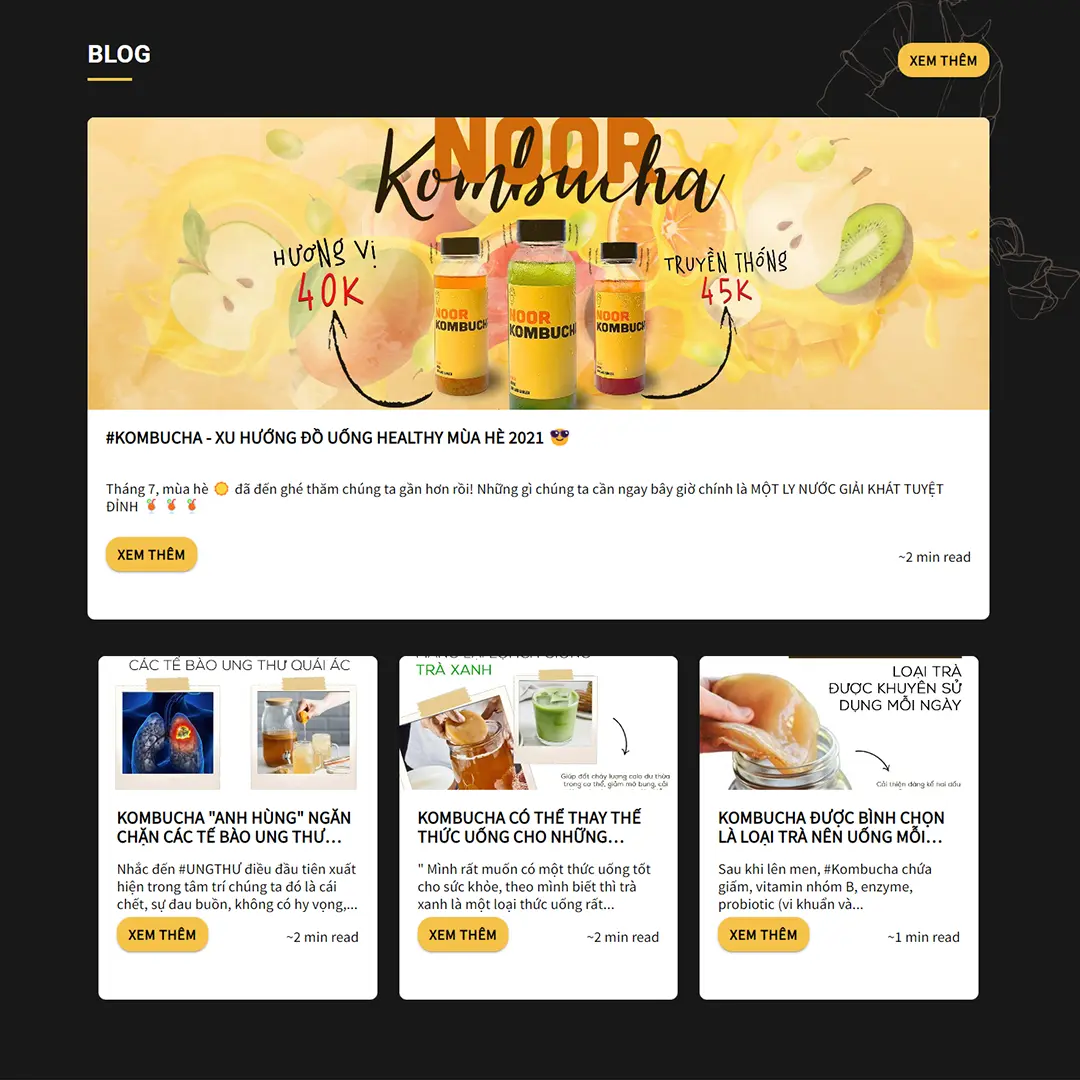 BLOG
XEM THÊM
NOOR
Kombucha
HƯƠNG VỊ
40K
TRUYỀN THỐNG
45K
NOOR
KOMBUCH
NOOR
KOMBUCH
NOOR
KOMBUCH
#KOMBUCHA - XU HƯỚNG ĐỒ UỐNG HEALTHY MÙA HÈ 2021 😎
Tháng 7, mùa hè 🌞 đã đến ghé thăm chúng ta gần hơn rồi! Những gì chúng ta cần ngay bây giờ chính là MỘT LY NƯỚC GIẢI KHÁT TUYỆT
ĐỈNH 🍹 🍹 🍹
XEM THÊM
~2 min read
CÁC TẾ BÀO UNG THƯ QUÁI ÁC
KOMBUCHA "ANH HÙNG" NGĂN
CHẶN CÁC TẾ BÀO UNG THƯ...
Nhắc đến #UNGTHƯ điều đầu tiên xuất
hiện trong tâm trí chúng ta đó là cái
chết, sự đau buồn, không có hy vọng,...
XEM THÊM
~2 min read
TRÀ XANH
Giúp đốt cháy lượng calo dư thừa
trong cơ thể, giảm mỡ bụng, cải
KOMBUCHA CÓ THỂ THAY THẾ
THỨC UỐNG CHO NHỮNG...
" Mình rất muốn có một thức uống tốt
cho sức khỏe, theo mình biết thì trà
xanh là một loại thức uống rất...
XEM THÊM
~2 min read
LOẠI TRÀ
ĐƯỢC KHUYÊN SỬ
DỤNG MỖI NGÀY
Cải thiện đáng kể hai dấu
KOMBUCHA ĐƯỢC BÌNH CHỌN
LÀ LOẠI TRÀ NÊN UỐNG MỖI...
Sau khi lên men, #Kombucha chứa
giấm, vitamin nhóm B, enzyme,
probiotic (vi khuẩn và...
XEM THÊM
~1 min read